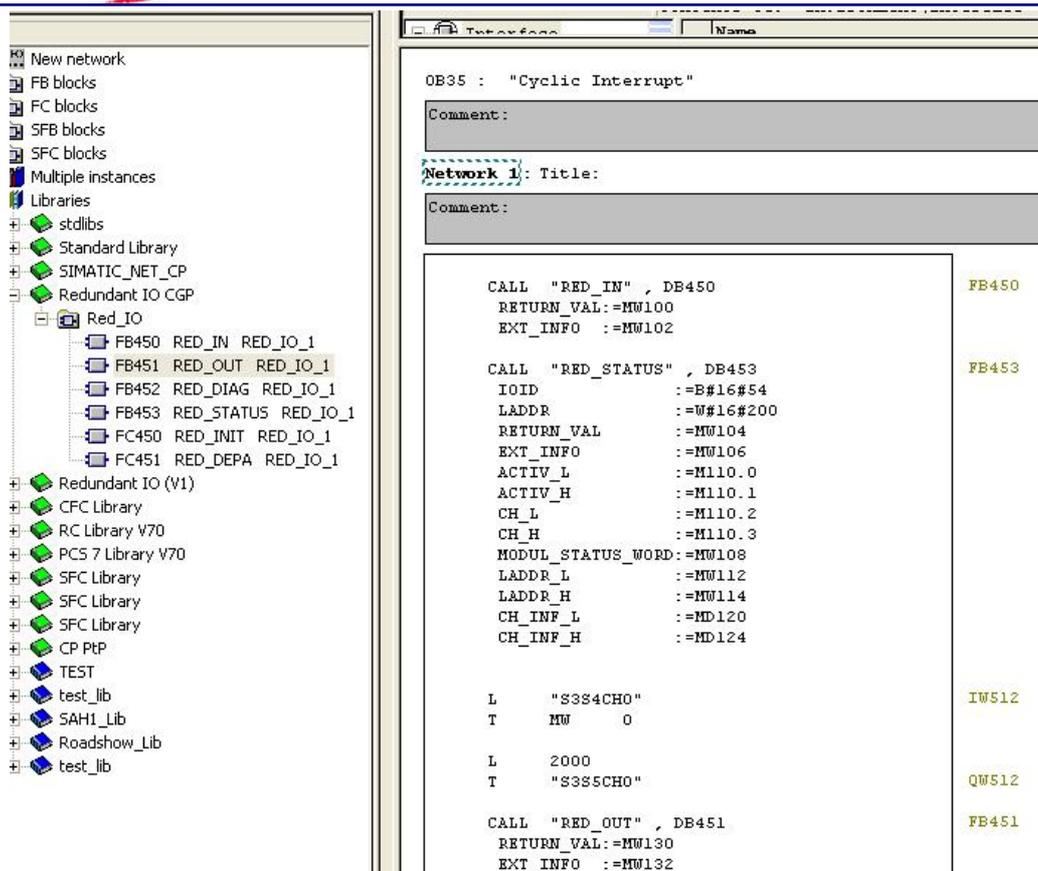 Interface
Name
New network
FB blocks
FC blocks
SFB blocks
SFC blocks
Multiple instances
Libraries
stdlibs
Standard Library
SIMATIC_NET_CP
Redundant IO CGP
Red_IO
FB450 RED_IN RED_IO_1
FB451 RED_OUT RED_IO_1
FB452 RED_DIAG RED_IO_1
FB453 RED_STATUS RED_IO_1
FC450 RED_INIT RED_IO_1
FC451 RED_DEPA RED_IO_1
Redundant IO (V1)
CFC Library
RC Library V70
PCS 7 Library V70
SFC Library
SFC Library
SFC Library
CP PtP
TEST
test_lib
SAH1_Lib
Roadshow_Lib
test_lib
OB35 : "Cyclic Interrupt"
Comment:
Network 1: Title:
Comment:
CALL "RED_IN" , DB450 FB450
RETURN_VAL:=MW100
EXT_INFO :=MW102
CALL "RED_STATUS" , DB453 FB453
IOID :=B#16#54
LADDR :=W#16#200
RETURN_VAL :=MW104
EXT_INFO :=MW106
ACTIV_L :=M110.0
ACTIV_H :=M110.1
CH_L :=M110.2
CH_H :=M110.3
MODUL_STATUS_WORD:=MW108
LADDR_L :=MW112
LADDR_H :=MW114
CH_INF_L :=MD120
CH_INF_H :=MD124
L "S3S4CH0" IW512
T MW 0
L 2000
T "S3S5CH0" QW512
CALL "RED_OUT" , DB451 FB451
RETURN_VAL:=MW130
EXT_INFO :=MW132